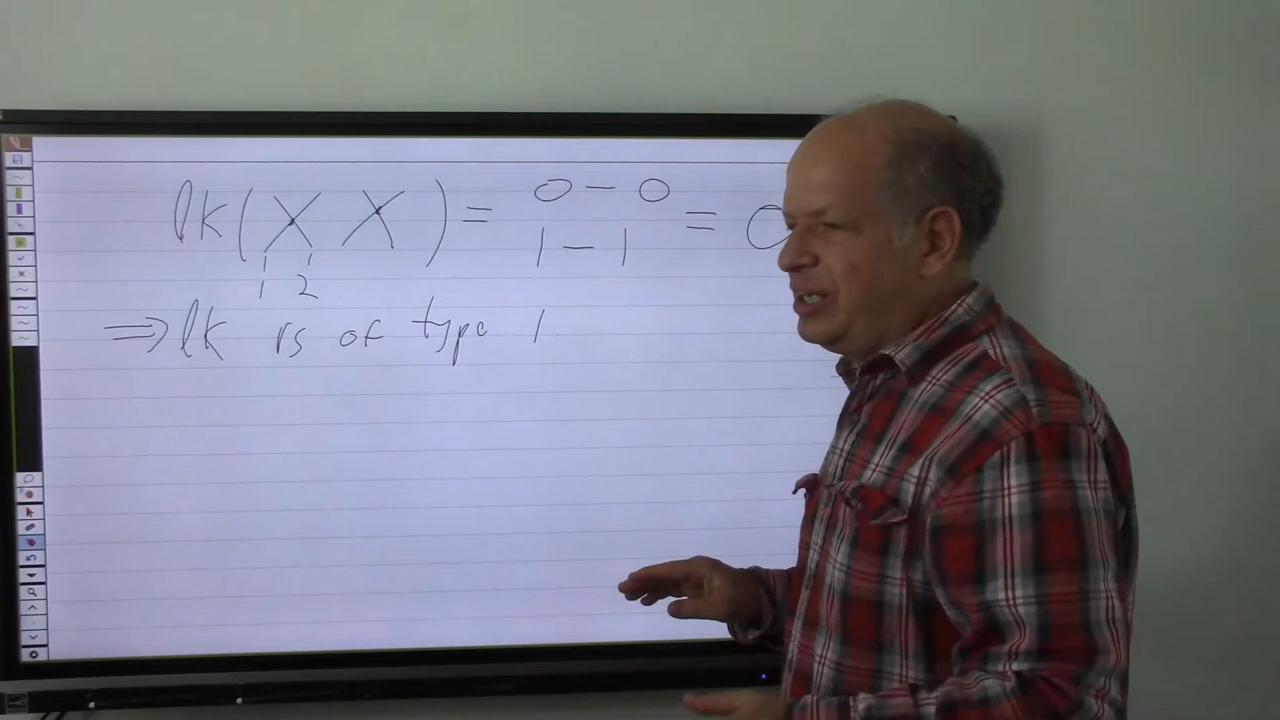 0 – 0
lk( X X ) = = 0
1 – 1
1 2
⇒ lk is of type 1